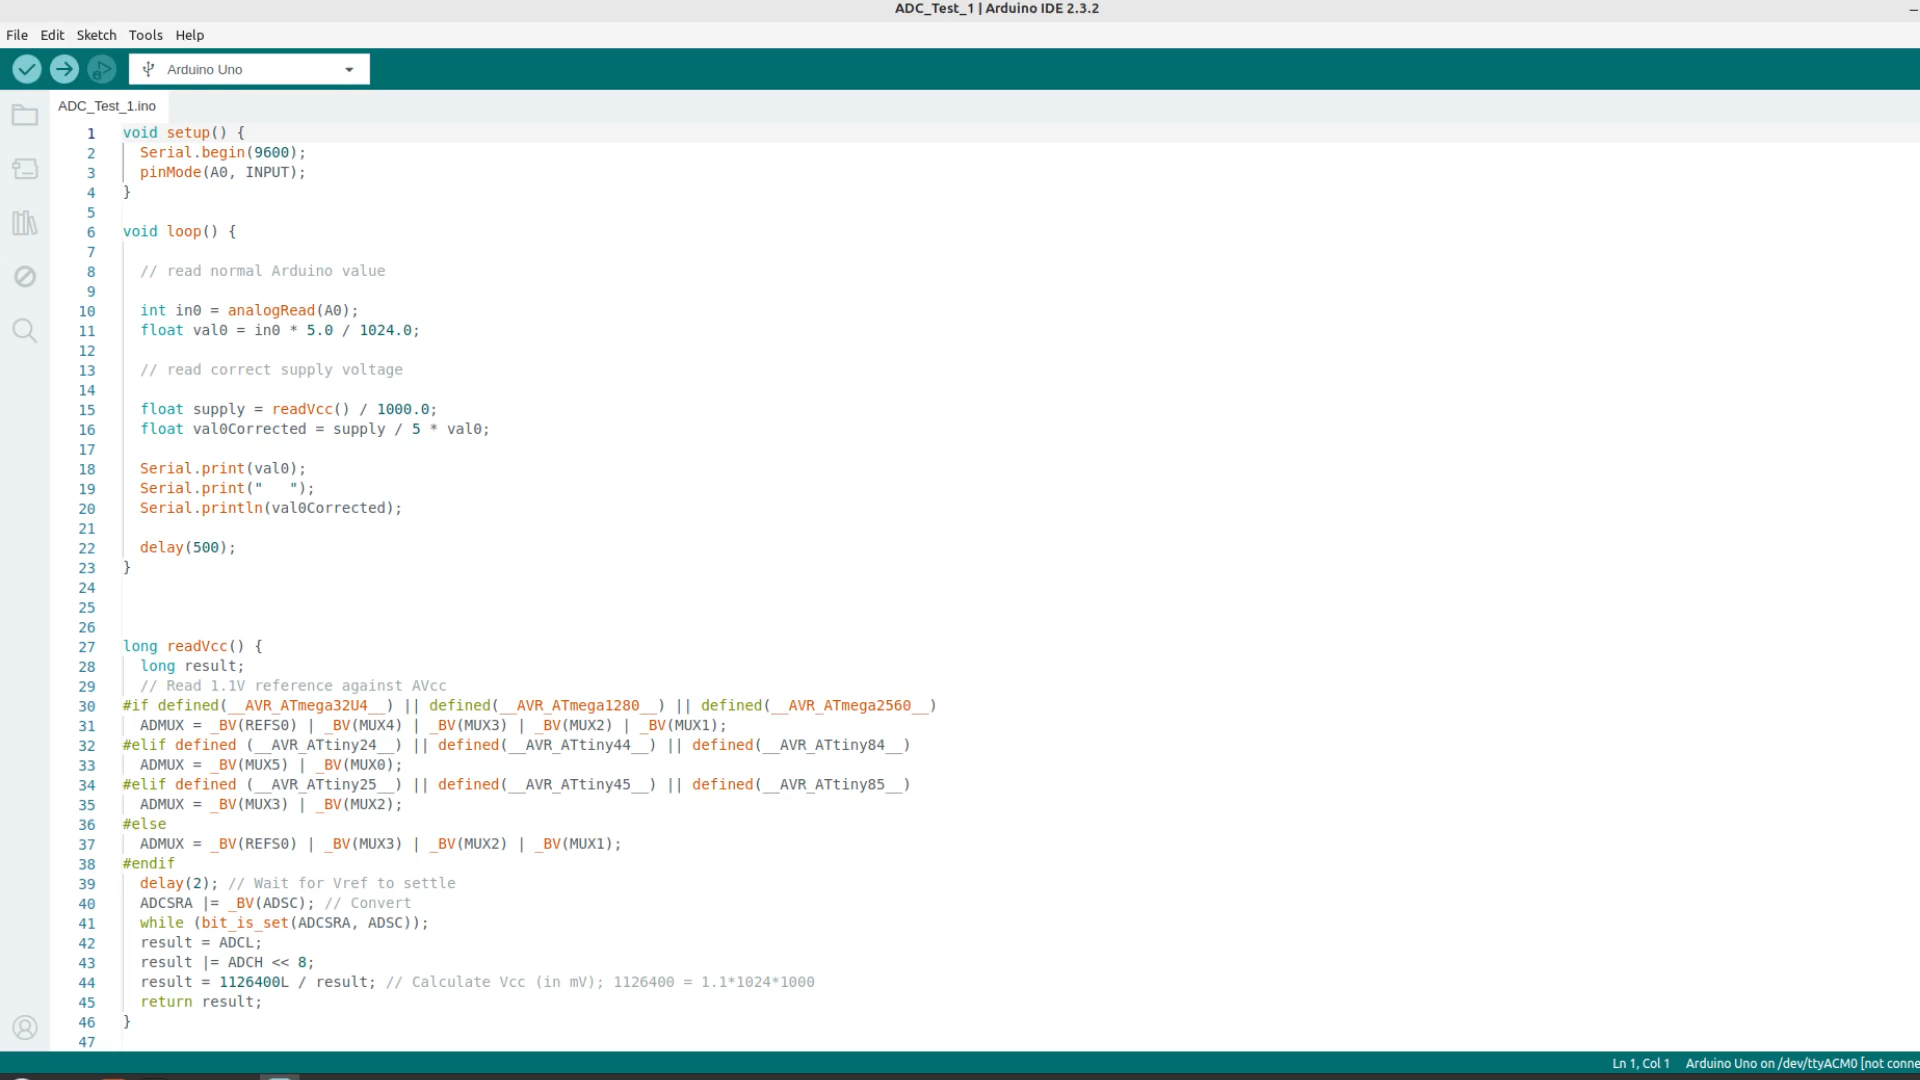 ADC_Test_1 | Arduino IDE 2.3.2
File Edit Sketch Tools Help
Arduino Uno
ADC_Test_1.ino
1 void setup() {
2   Serial.begin(9600);
3   pinMode(A0, INPUT);
4 }
5
6 void loop() {
7
8   // read normal Arduino value
9
10   int in0 = analogRead(A0);
11   float val0 = in0 * 5.0 / 1024.0;
12
13   // read correct supply voltage
14
15   float supply = readVcc() / 1000.0;
16   float val0Corrected = supply / 5 * val0;
17
18   Serial.print(val0);
19   Serial.print("   ");
20   Serial.println(val0Corrected);
21
22   delay(500);
23 }
24
25
26
27 long readVcc() {
28   long result;
29   // Read 1.1V reference against AVcc
30 #if defined(__AVR_ATmega32U4__) || defined(__AVR_ATmega1280__) || defined(__AVR_ATmega2560__)
31   ADMUX = _BV(REFS0) | _BV(MUX4) | _BV(MUX3) | _BV(MUX2) | _BV(MUX1);
32 #elif defined (__AVR_ATtiny24__) || defined(__AVR_ATtiny44__) || defined(__AVR_ATtiny84__)
33   ADMUX = _BV(MUX5) | _BV(MUX0);
34 #elif defined (__AVR_ATtiny25__) || defined(__AVR_ATtiny45__) || defined(__AVR_ATtiny85__)
35   ADMUX = _BV(MUX3) | _BV(MUX2);
36 #else
37   ADMUX = _BV(REFS0) | _BV(MUX3) | _BV(MUX2) | _BV(MUX1);
38 #endif
39   delay(2); // Wait for Vref to settle
40   ADCSRA |= _BV(ADSC); // Convert
41   while (bit_is_set(ADCSRA, ADSC));
42   result = ADCL;
43   result |= ADCH << 8;
44   result = 1126400L / result; // Calculate Vcc (in mV); 1126400 = 1.1*1024*1000
45   return result;
46 }
47
Ln 1, Col 1 Arduino Uno on /dev/ttyACM0 [not conne